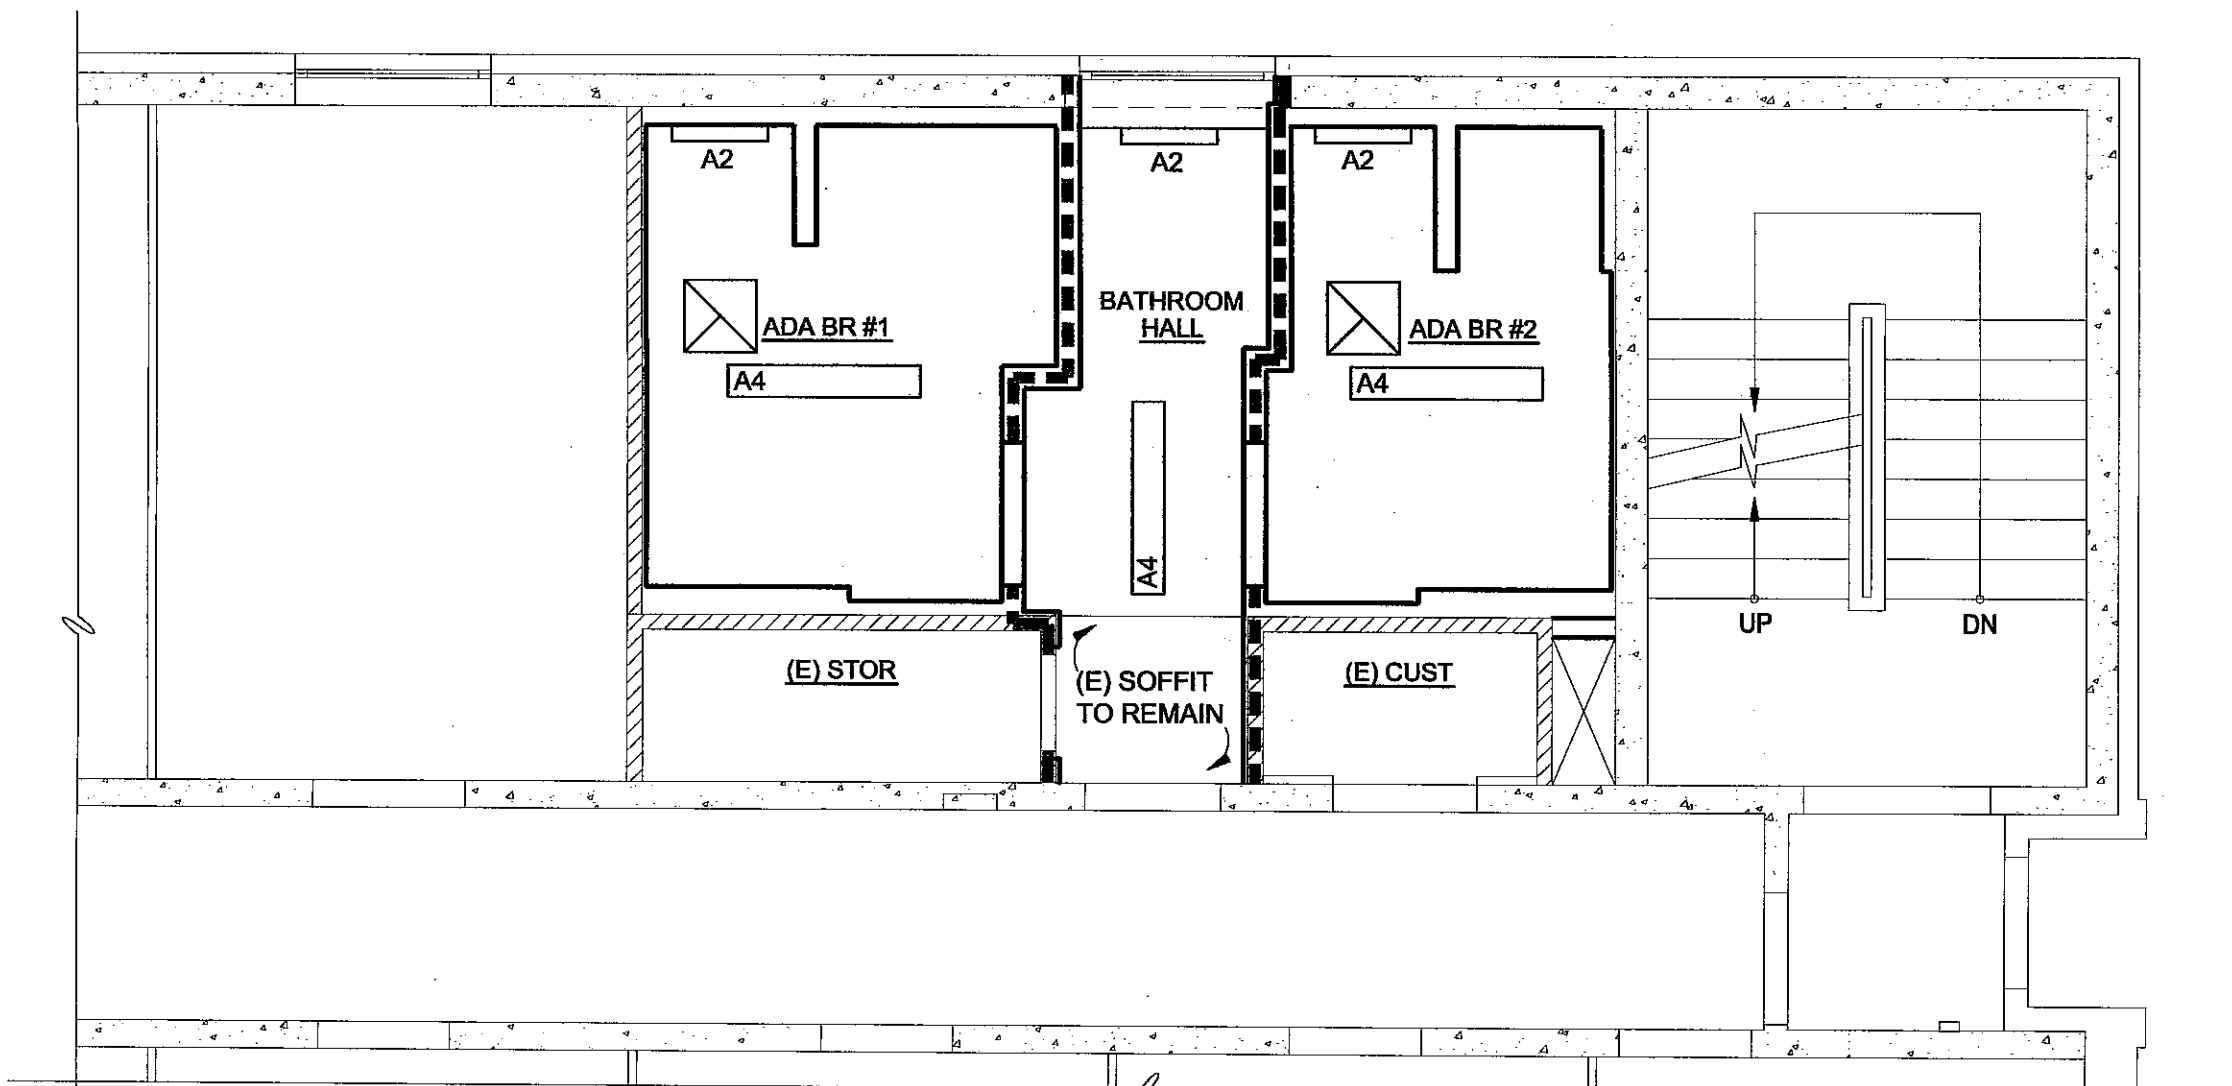 A2
A2
A2
BATHROOM
HALL
ADA BR #1
ADA BR #2
A4
A4
A4
UP
DN
(E) STOR
(E) SOFFIT
TO REMAIN
(E) CUST